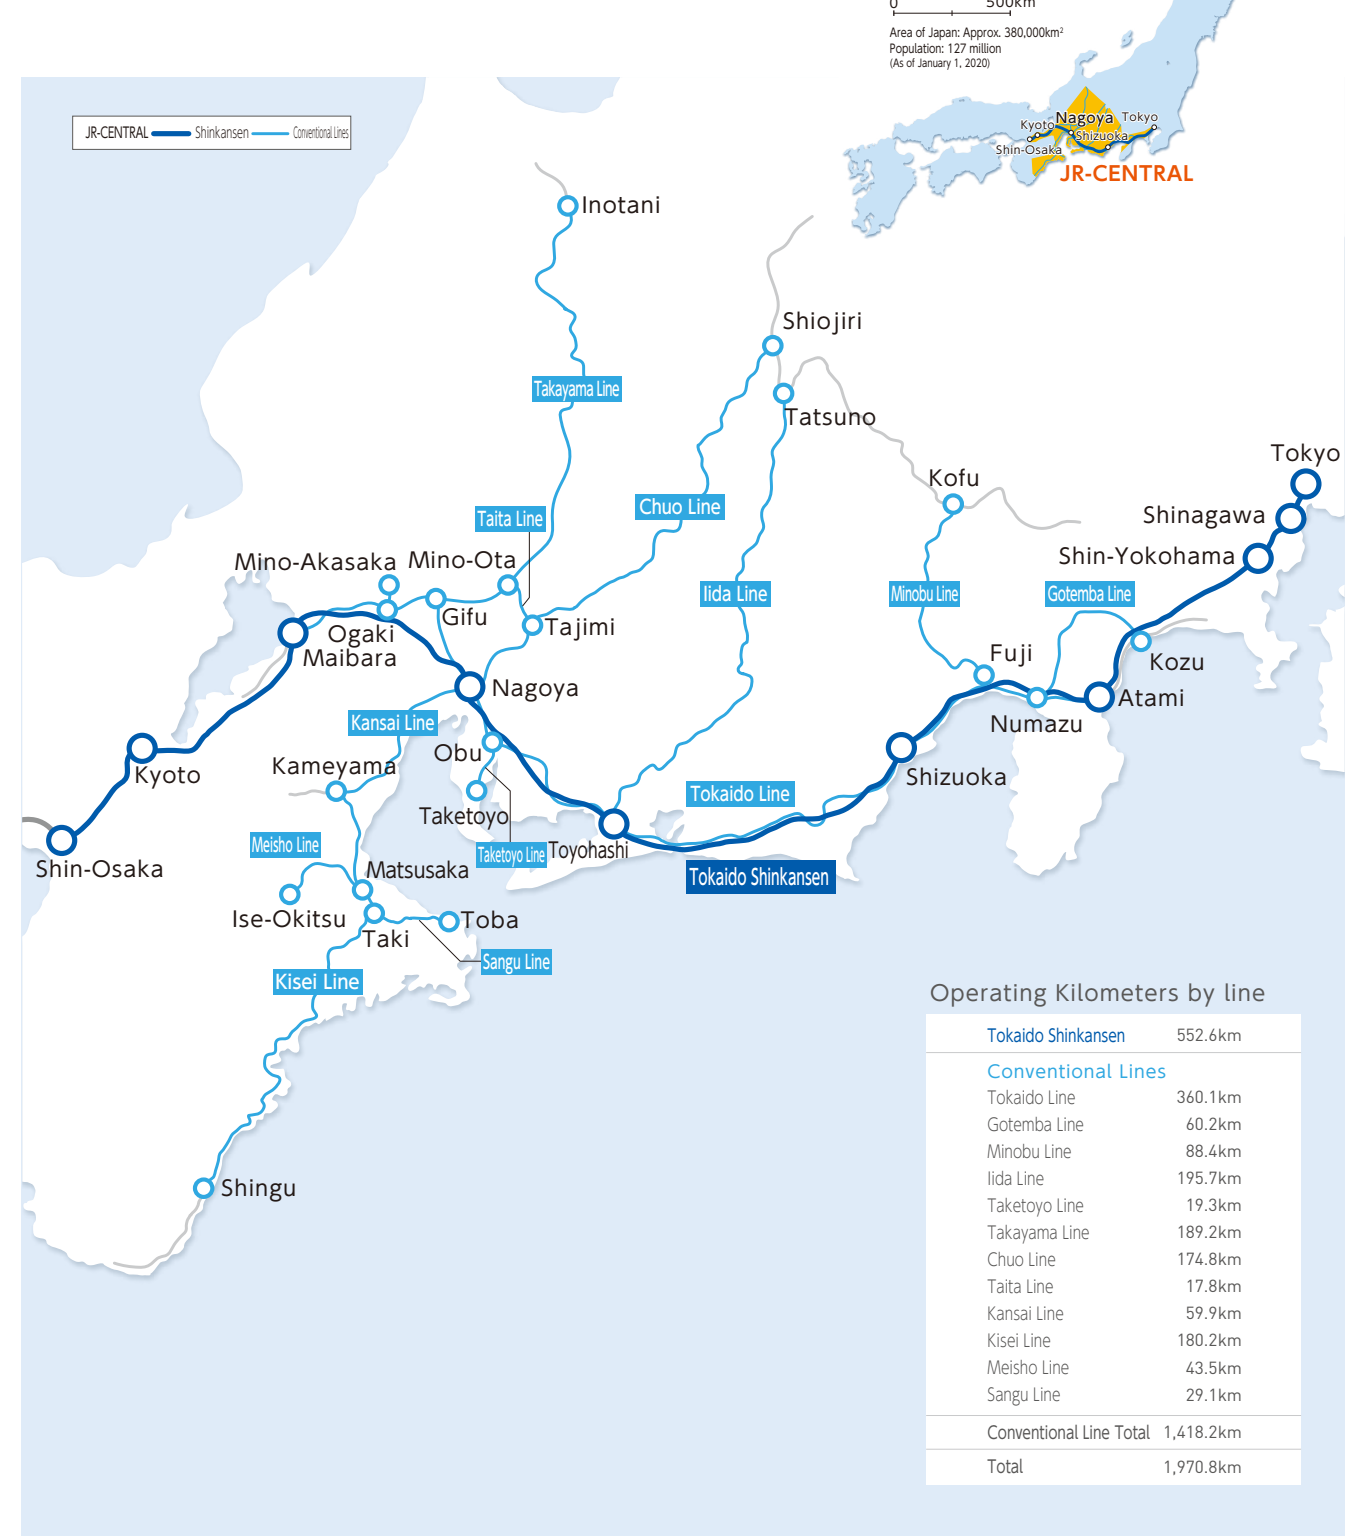 0 500km
Area of Japan: Approx. 380,000km²
Population: 127 million
(As of January 1, 2020)
JR-CENTRAL Shinkansen Conventional Lines
Kyoto
Nagoya
Tokyo
Shizuoka
Shin-Osaka
JR-CENTRAL
Inotani
Shiojiri
Takayama Line
Tatsuno
Tokyo
Kofu
Chuo Line
Taita Line
Shinagawa
Shin-Yokohama
Mino-Akasaka
Mino-Ota
Iida Line
Minobu Line
Gotemba Line
Gifu
Ogaki
Tajimi
Maibara
Fuji
Kozu
Nagoya
Atami
Kansai Line
Numazu
Obu
Kameyama
Kyoto
Shizuoka
Tokaido Line
Taketoyo
Meisho Line
Taketoyo Line
Toyohashi
Shin-Osaka
Matsusaka
Tokaido Shinkansen
Ise-Okitsu
Toba
Taki
Sangu Line
Kisei Line
Shingu
Operating Kilometers by line
Tokaido Shinkansen 552.6km
Conventional Lines
Tokaido Line 360.1km
Gotemba Line 60.2km
Minobu Line 88.4km
Iida Line 195.7km
Taketoyo Line 19.3km
Takayama Line 189.2km
Chuo Line 174.8km
Taita Line 17.8km
Kansai Line 59.9km
Kisei Line 180.2km
Meisho Line 43.5km
Sangu Line 29.1km
Conventional Line Total 1,418.2km
Total 1,970.8km